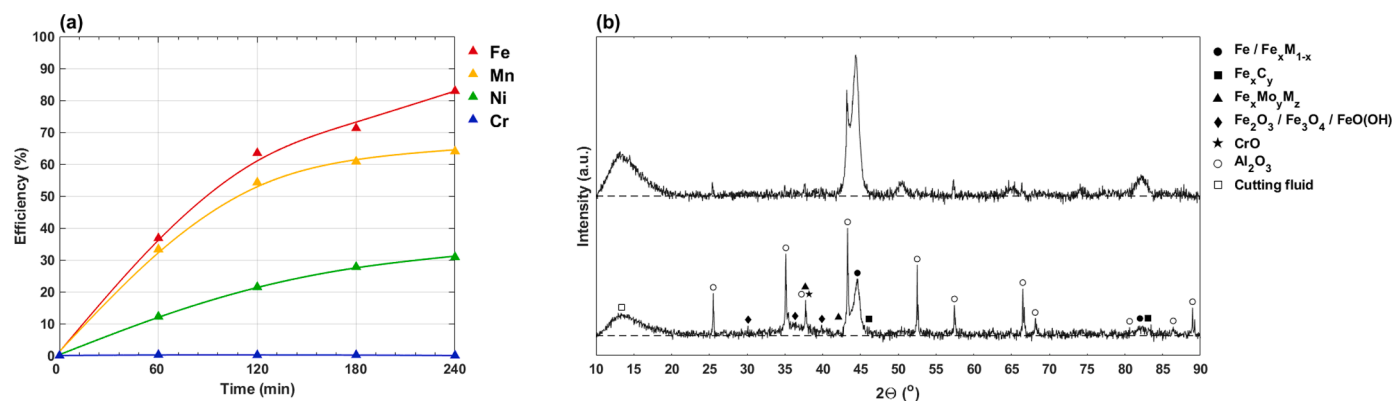 (a)
100
90
80
70
60
50
40
30
20
10
0
Efficiency (%)
0 60 120 180 240
Time (min)
Fe
Mn
Ni
Cr
(b)
Intensity (a.u.)
10 15 20 25 30 35 40 45 50 55 60 65 70 75 80 85 90
2Θ (°)
Fe / FeₓM₁₋ₓ
FeₓCᵧ
FeₓMoᵧM_z
Fe₂O₃ / Fe₃O₄ / FeO(OH)
CrO
Al₂O₃
Cutting fluid